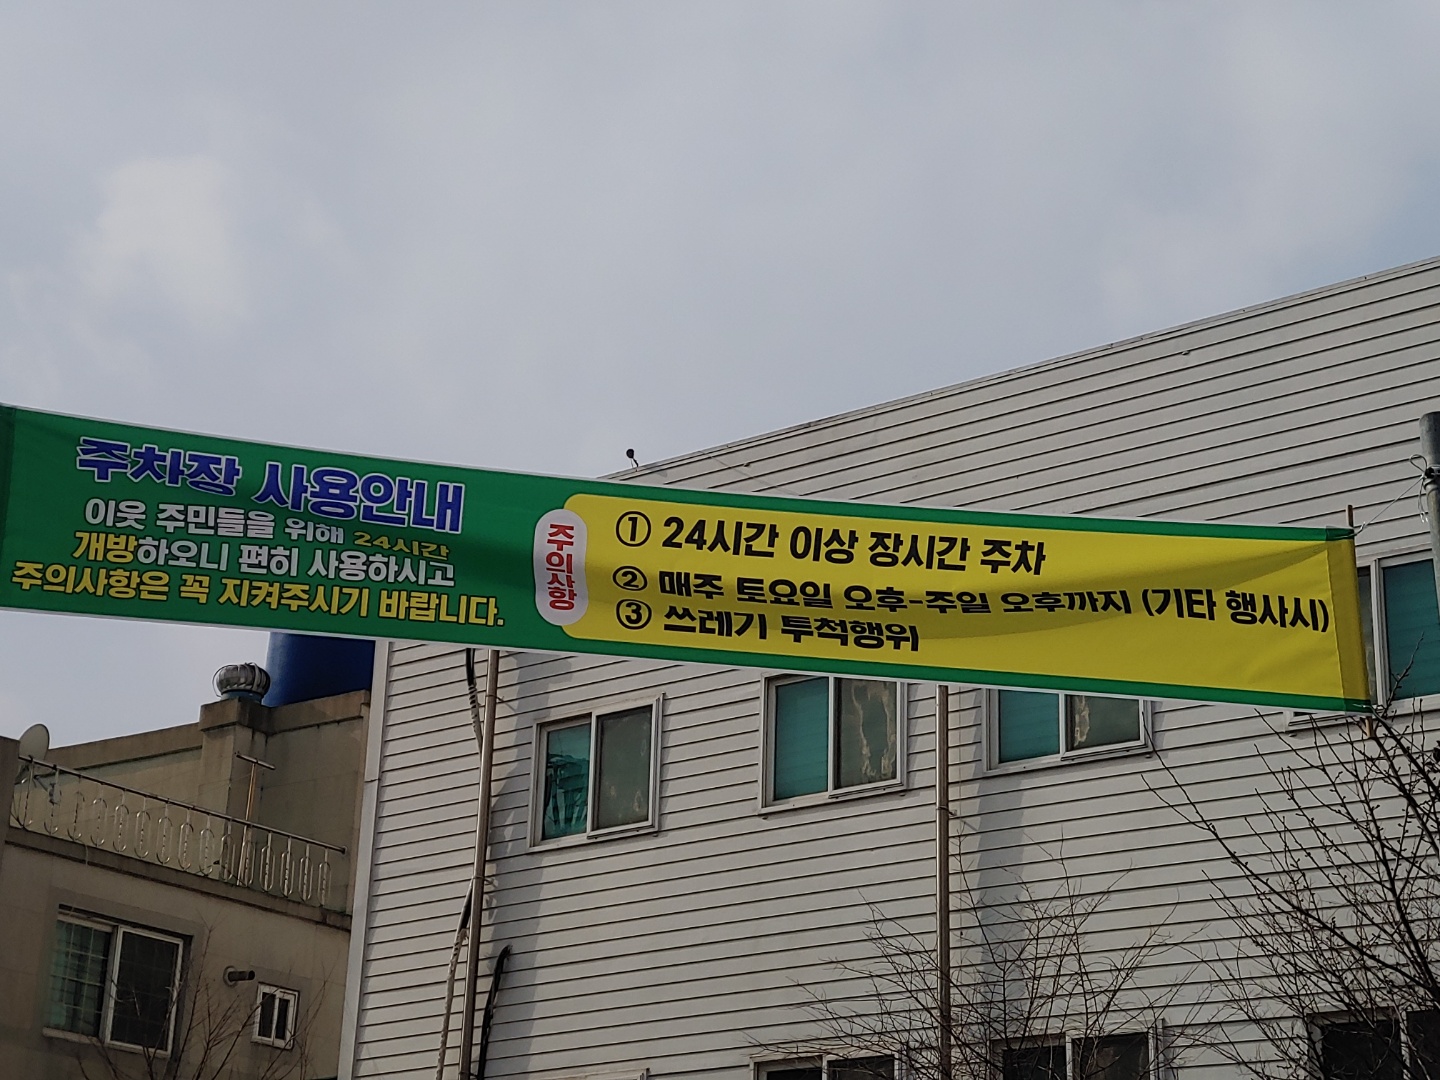 주차장 사용안내
이웃 주민들을 위해 24시간
개방하오니 편히 사용하시고
주의사항은 꼭 지켜주시기 바랍니다.
주의사항
① 24시간 이상 장시간 주차
② 매주 토요일 오후-주일 오후까지 (기타 행사시)
③ 쓰레기 투척행위